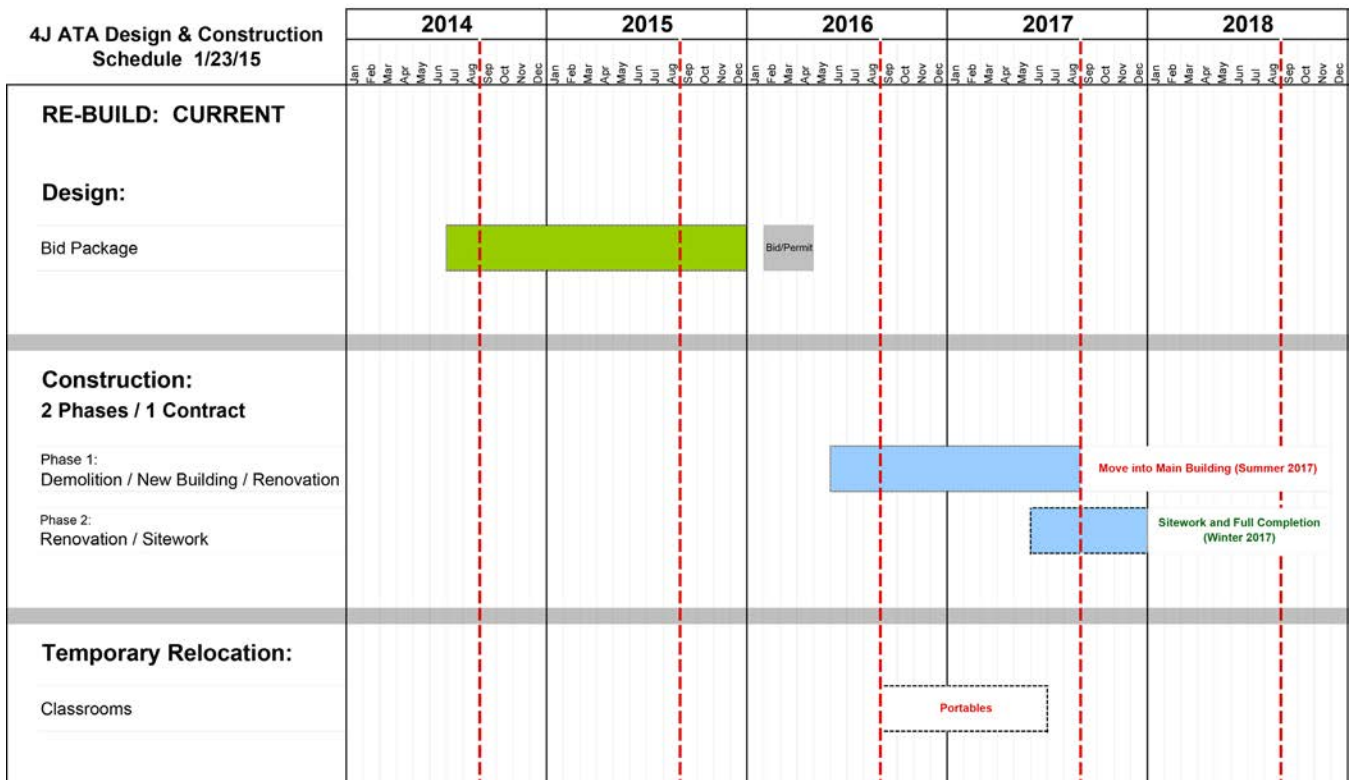 4J ATA Design & Construction
Schedule 1/23/15
2014
2015
2016
2017
2018
Jan Feb Mar Apr May Jun Jul Aug Sep Oct Nov Dec
Jan Feb Mar Apr May Jun Jul Aug Sep Oct Nov Dec
Jan Feb Mar Apr May Jun Jul Aug Sep Oct Nov Dec
Jan Feb Mar Apr May Jun Jul Aug Sep Oct Nov Dec
Jan Feb Mar Apr May Jun Jul Aug Sep Oct Nov Dec
RE-BUILD: CURRENT
Design:
Bid Package
Bid/Permit
Construction:
2 Phases / 1 Contract
Phase 1:
Demolition / New Building / Renovation
Move into Main Building (Summer 2017)
Phase 2:
Renovation / Sitework
Sitework and Full Completion
(Winter 2017)
Temporary Relocation:
Classrooms
Portables